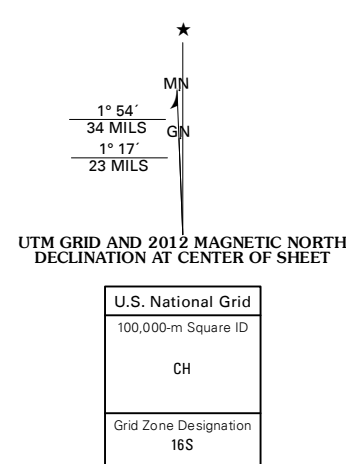 ★
MN
1° 54´
34 MILS
GN
1° 17´
23 MILS
UTM GRID AND 2012 MAGNETIC NORTH
DECLINATION AT CENTER OF SHEET
U.S. National Grid
100,000-m Square ID
CH
Grid Zone Designation
16S